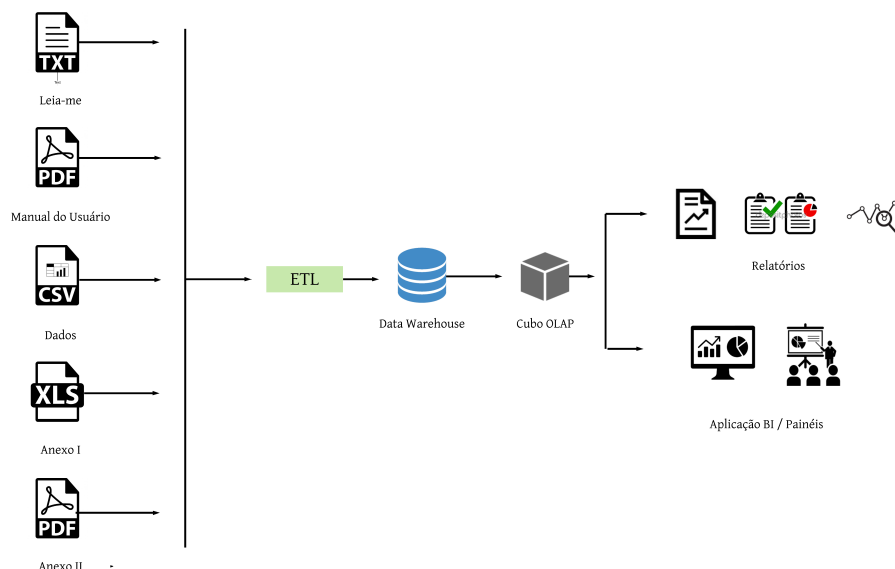 TXT
Leia-me
PDF
Manual do Usuário
CSV
Dados
XLS
Anexo I
PDF
Anexo II
ETL
Data Warehouse
Cubo OLAP
Relatórios
Aplicação BI / Painéis